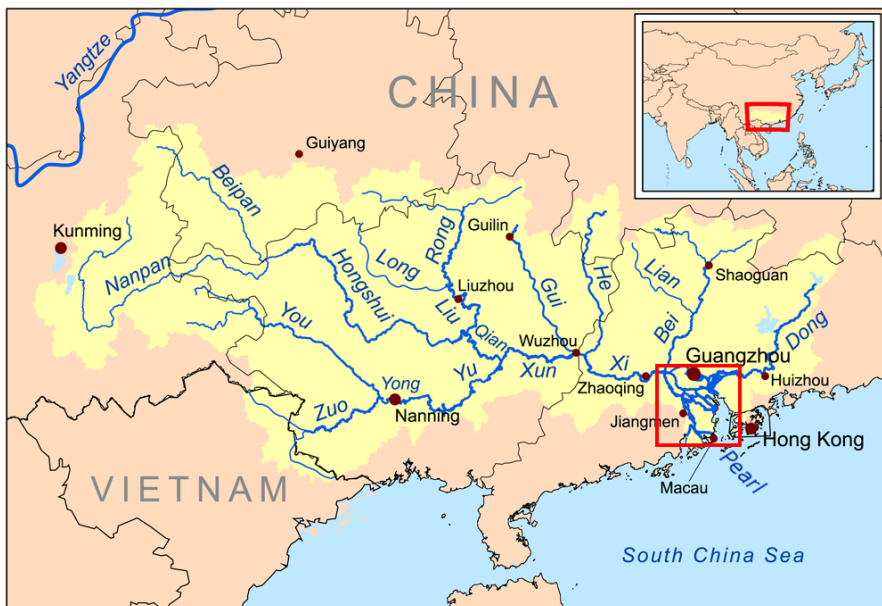 Yangtze
CHINA
Guiyang
Beipan
Kunming
Nanpan
Hongshui
Long
Rong
Guilin
Gui
He
Lian
Shaoguan
Liuzhou
Liu
Qian
Bei
Dong
You
Wuzhou
Xun
Xi
Guangzhou
Zhaoqing
Huizhou
Yu
Yong
Zuo
Nanning
Jiangmen
Hong Kong
Macau
Pearl
VIETNAM
South China Sea